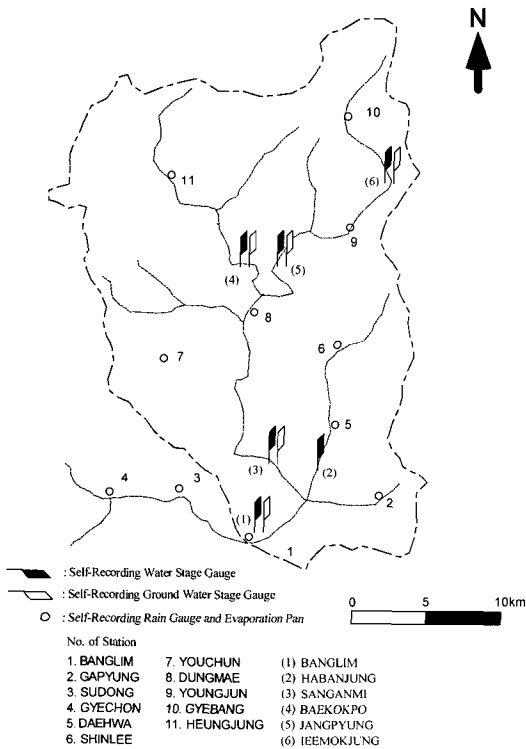 N
10
(6)
11
9
(4)
(5)
8
6
7
5
(3)
(2)
4
3
2
(1)
1
: Self-Recording Water Stage Gauge
: Self-Recording Ground Water Stage Gauge
: Self-Recording Rain Gauge and Evaporation Pan
0 5 10km
No. of Station
1. BANGLIM 7. YOUCHUN (1) BANGLIM
2. GAPYUNG 8. DUNGMAE (2) HABANJUNG
3. SUDONG 9. YOUNGJUN (3) SANGANMI
4. GYECHON 10. GYEBANG (4) BAEKOKPO
5. DAEHWA 11. HEUNGJUNG (5) JANGPYUNG
6. SHINLEE (6) IEEMOKJUNG